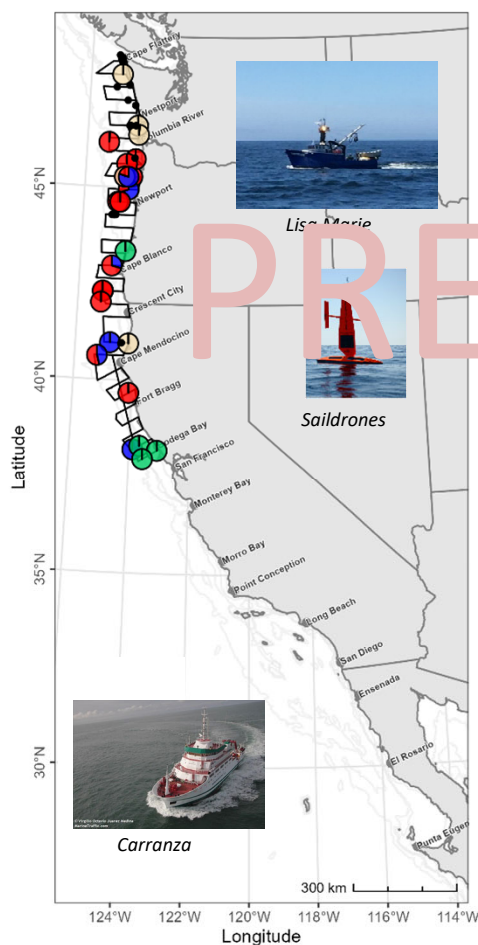 Cape Flattery
Westport
Columbia River
45°N
Newport
Lisa Marie
PRE
Cape Blanco
Crescent City
Cape Mendocino
40°N
Fort Bragg
Saildrones
Bodega Bay
San Francisco
Latitude
Monterey Bay
35°N
Morro Bay
Point Conception
Long Beach
San Diego
Ensenada
30°N
El Rosario
Carranza
Punta Eugen
300 km
124°W 122°W 120°W 118°W 116°W 114°W
Longitude